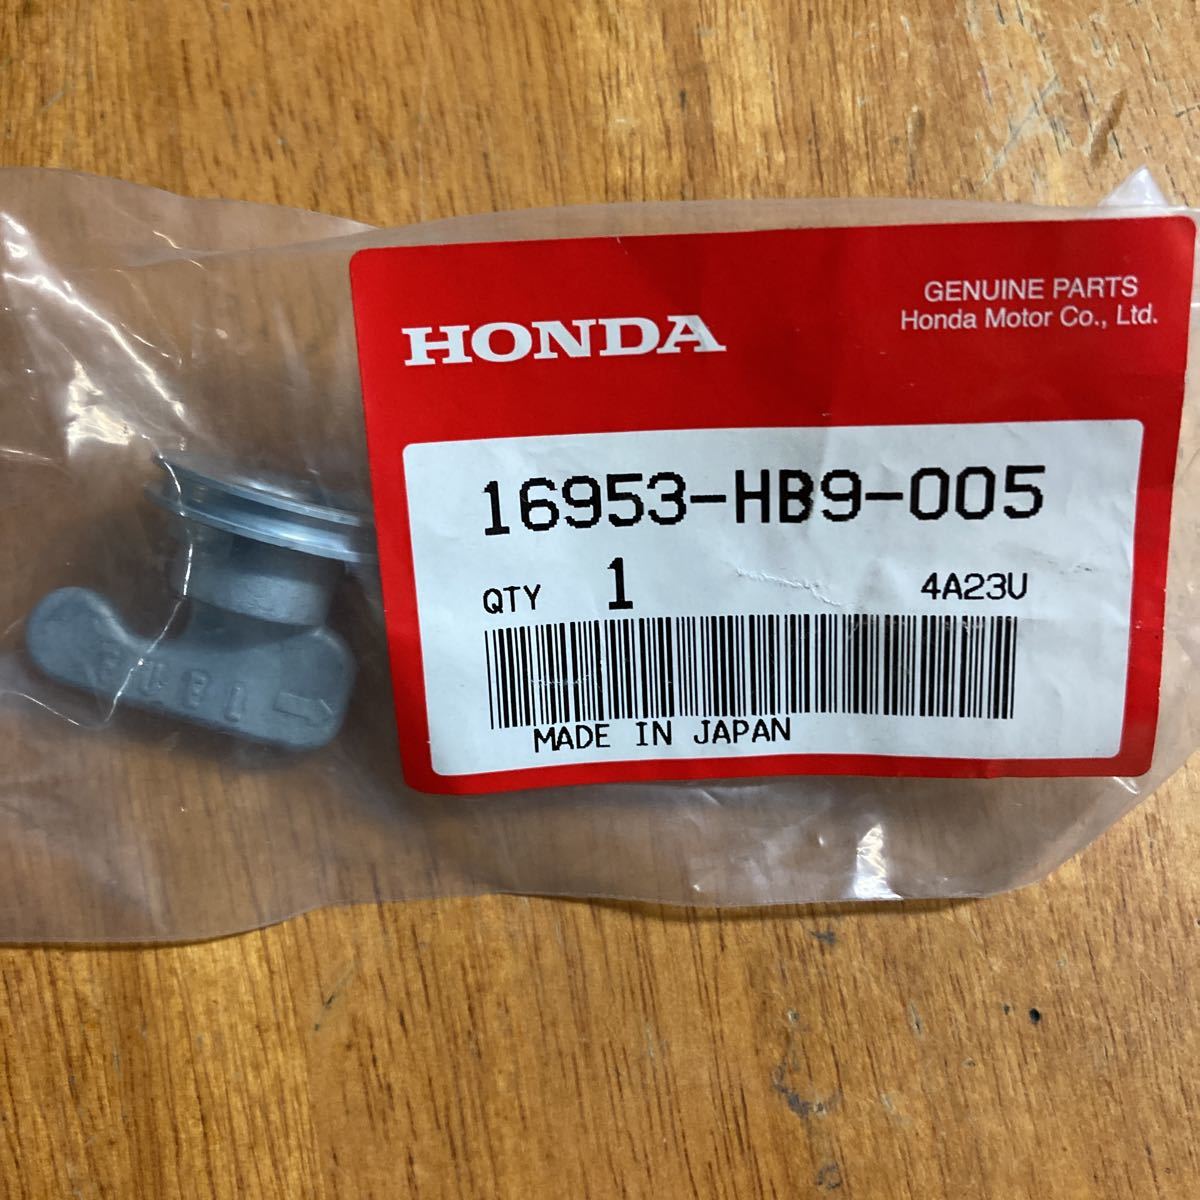 HONDA
GENUINE PARTS
Honda Motor Co., Ltd.
16953-HB9-005
QTY 1 4A23U
MADE IN JAPAN